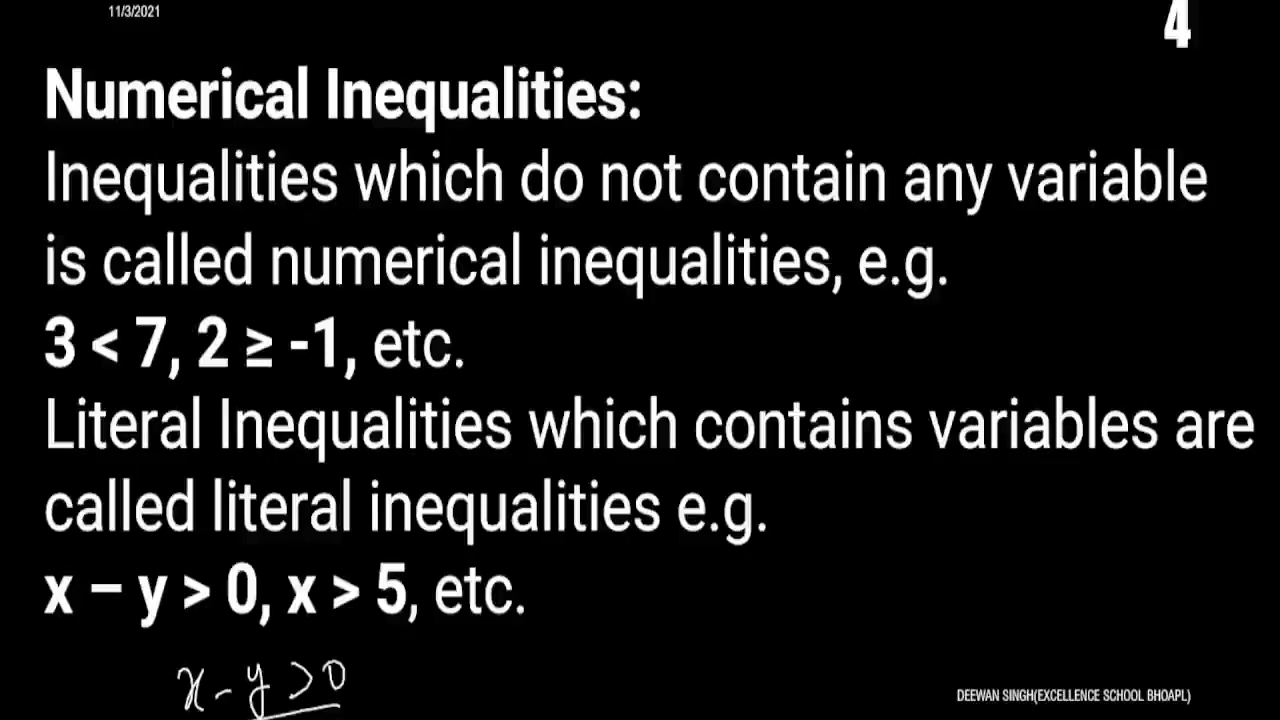 11/3/2021
4
Numerical Inequalities:
Inequalities which do not contain any variable
is called numerical inequalities, e.g.
3 < 7, 2 ≥ -1, etc.
Literal Inequalities which contains variables are
called literal inequalities e.g.
x – y > 0, x > 5, etc.
x - y > 0
DEEWAN SINGH(EXCELLENCE SCHOOL BHOAPL)